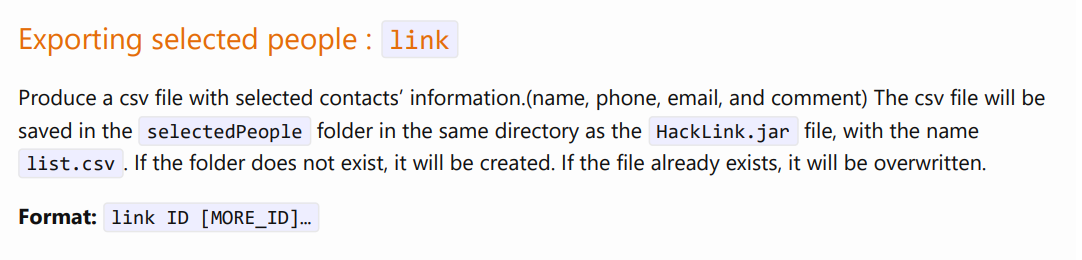 Exporting selected people : link
Produce a csv file with selected contacts’ information.(name, phone, email, and comment) The csv file will be
saved in the selectedPeople folder in the same directory as the HackLink.jar file, with the name
list.csv. If the folder does not exist, it will be created. If the file already exists, it will be overwritten.
Format: link ID [MORE_ID]…